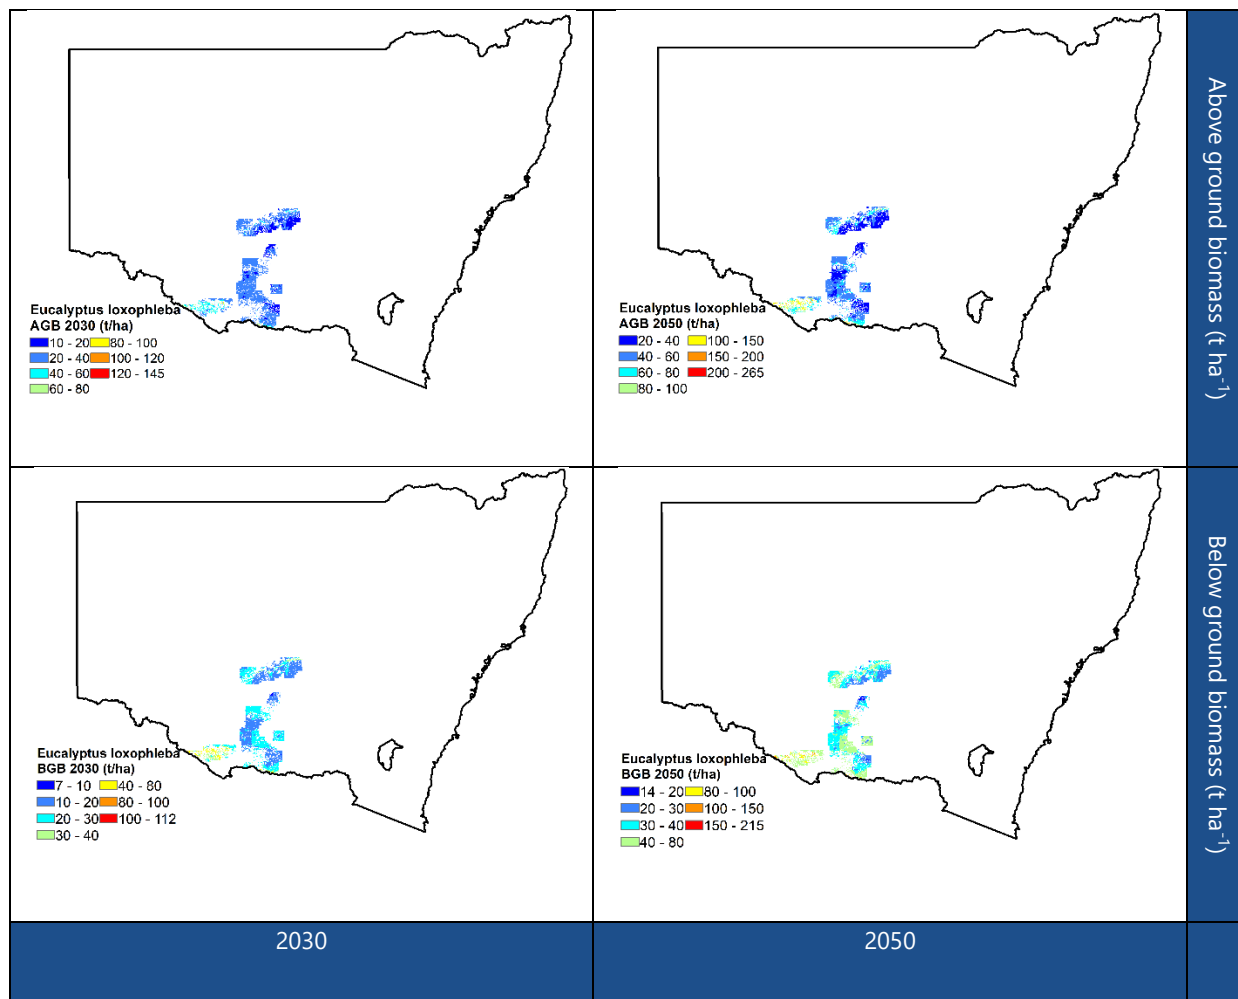 Eucalyptus loxophleba
AGB 2030 (t/ha)
10 - 20 80 - 100
20 - 40 100 - 120
40 - 60 120 - 145
60 - 80
Eucalyptus loxophleba
AGB 2050 (t/ha)
20 - 40 100 - 150
40 - 60 150 - 200
60 - 80 200 - 265
80 - 100
Above ground biomass (t ha⁻¹)
Eucalyptus loxophleba
BGB 2030 (t/ha)
7 - 10 40 - 80
10 - 20 80 - 100
20 - 30 100 - 112
30 - 40
Eucalyptus loxophleba
BGB 2050 (t/ha)
14 - 20 80 - 100
20 - 30 100 - 150
30 - 40 150 - 215
40 - 80
Below ground biomass (t ha⁻¹)
2030
2050